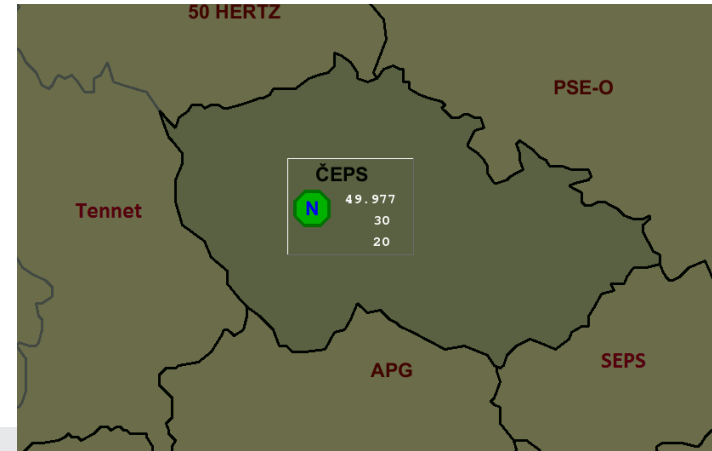 50 HERTZ
PSE-O
ČEPS
N
49.977
30
20
Tennet
SEPS
APG